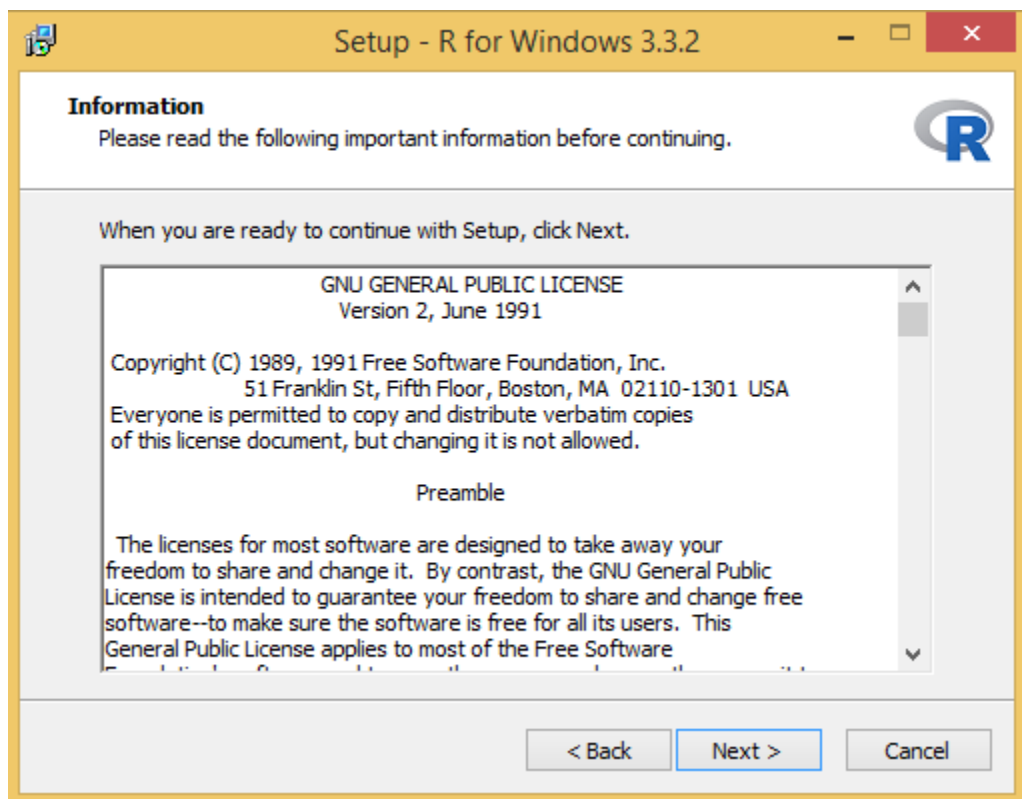 Setup - R for Windows 3.3.2
Information
Please read the following important information before continuing.
R
When you are ready to continue with Setup, click Next.
GNU GENERAL PUBLIC LICENSE
Version 2, June 1991
Copyright (C) 1989, 1991 Free Software Foundation, Inc.
51 Franklin St, Fifth Floor, Boston, MA 02110-1301 USA
Everyone is permitted to copy and distribute verbatim copies
of this license document, but changing it is not allowed.
Preamble
The licenses for most software are designed to take away your
freedom to share and change it. By contrast, the GNU General Public
License is intended to guarantee your freedom to share and change free
software--to make sure the software is free for all its users. This
General Public License applies to most of the Free Software
< Back
Next >
Cancel